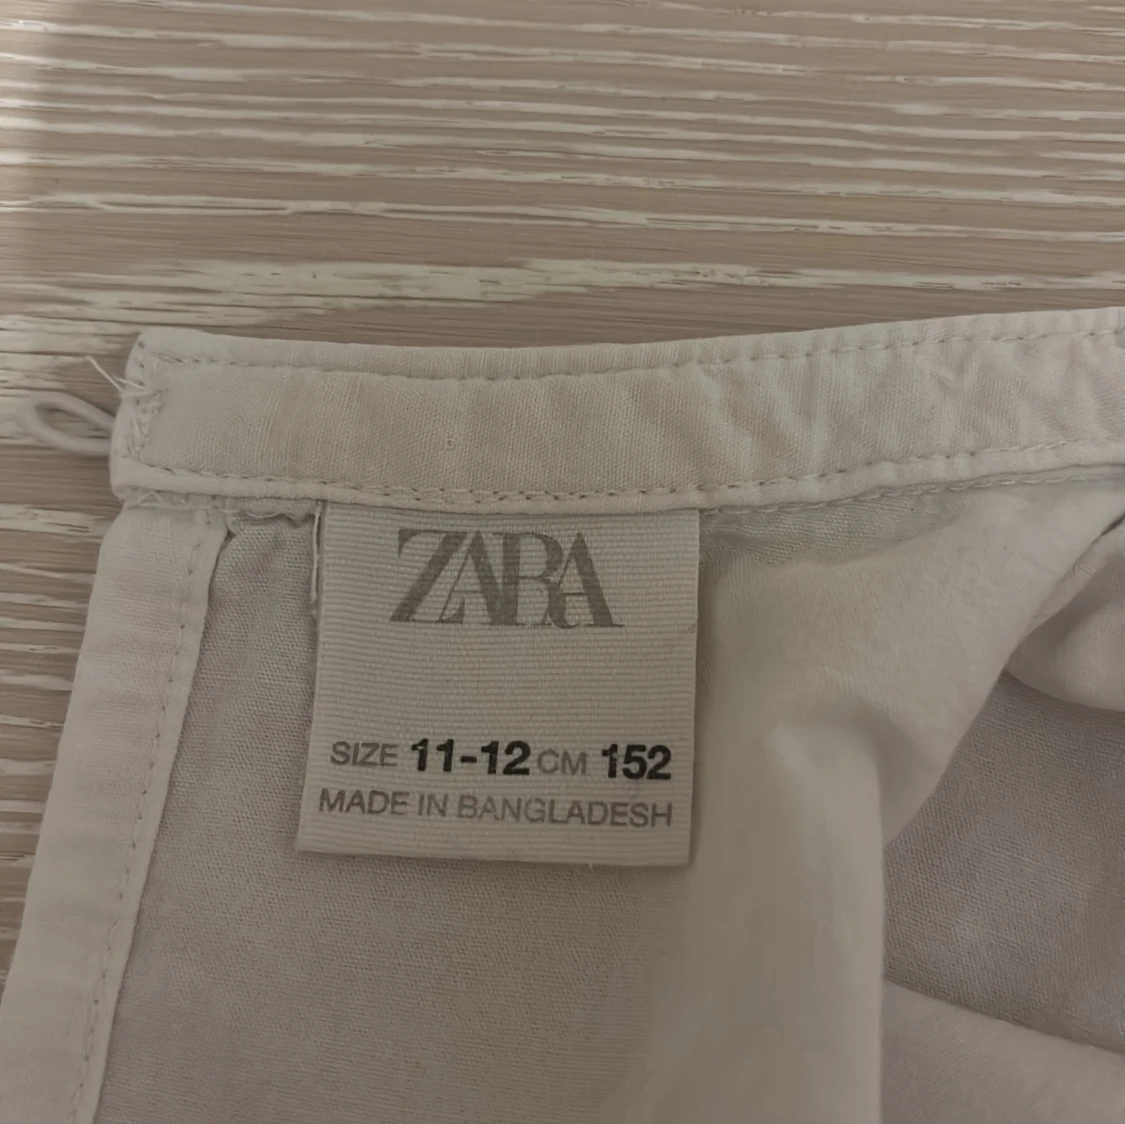 ZARA
SIZE 11-12 CM 152
MADE IN BANGLADESH